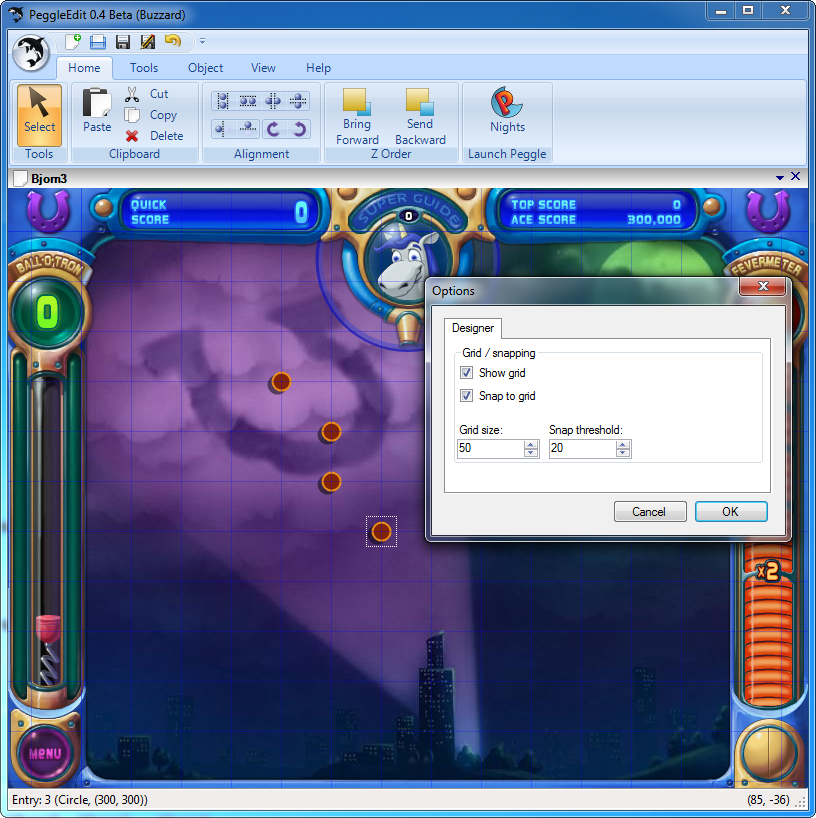 PeggleEdit 0.4 Beta (Buzzard)
Home Tools Object View Help
Select
Paste
Cut
Copy
Delete
Bring Forward
Send Backward
Nights
Tools Clipboard Alignment Z Order Launch Peggle
Bjorn3
QUICK SCORE 0
SUPER GUIDE
0
TOP SCORE 0
ACE SCORE 300,000
BALL-O-TRON
0
FEVERMETER
Options
Designer
Grid / snapping
Show grid
Snap to grid
Grid size: Snap threshold:
50 20
Cancel OK
x2
MENU
Entry: 3 (Circle, (300, 300)) (85, -36)